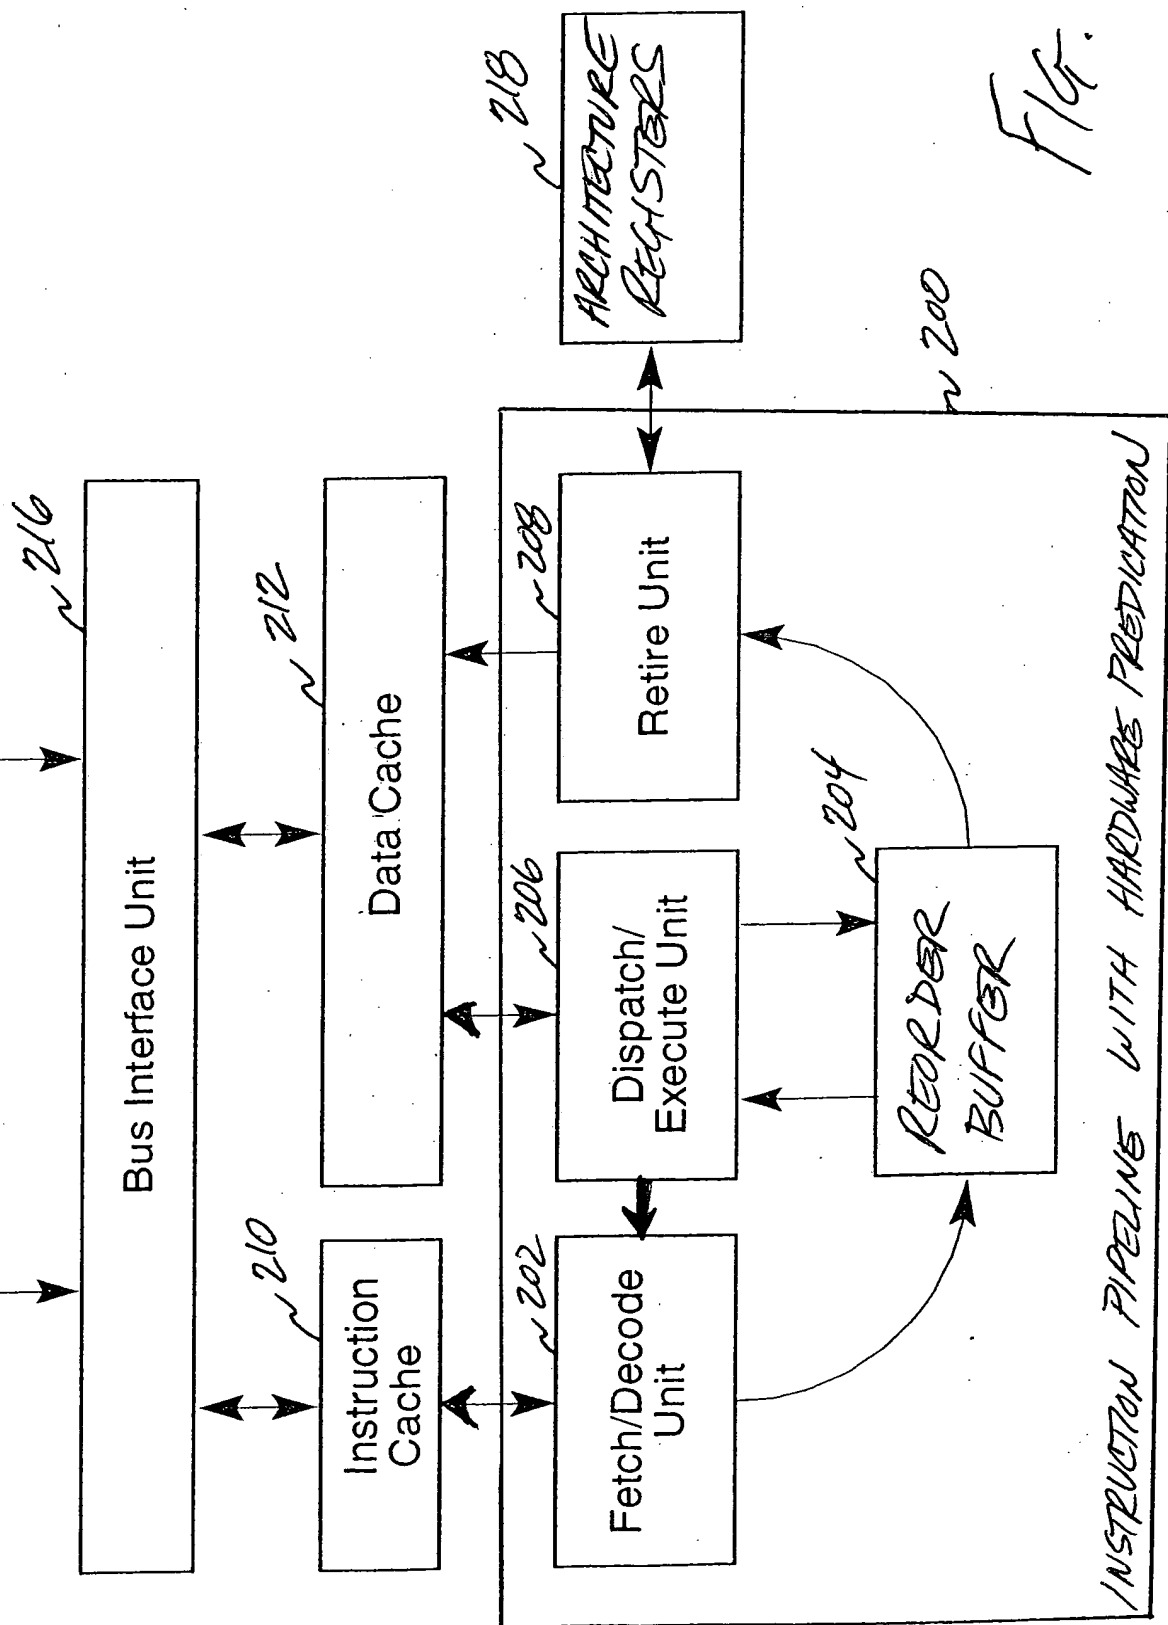 216
Bus Interface Unit
210
Instruction
Cache
212
Data Cache
202
Fetch/Decode
Unit
206
Dispatch/
Execute Unit
208
Retire Unit
218
ARCHITECTURE
REGISTERS
204
REORDER
BUFFER
200
INSTRUCTION PIPELINE WITH HARDWARE PREDICATION
FIG.